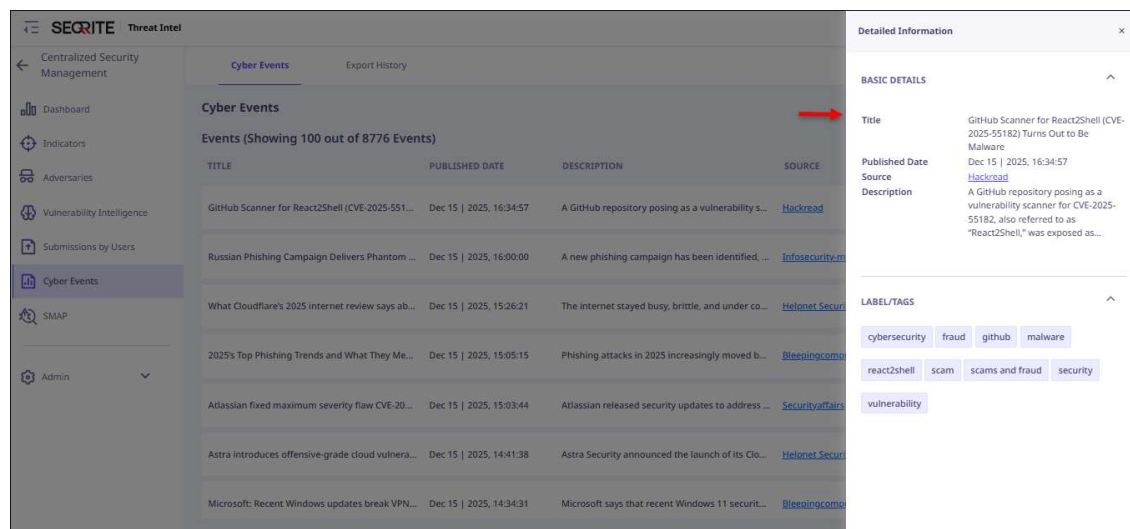 SEQRITE Threat Intel
Centralized Security
Management
Dashboard
Indicators
Adversaries
Vulnerability Intelligence
Submissions by Users
Cyber Events
SMAP
Admin
Cyber Events Export History
Cyber Events
Events (Showing 100 out of 8776 Events)
TITLE PUBLISHED DATE DESCRIPTION SOURCE
GitHub Scanner for React2Shell (CVE-2025-551... Dec 15 | 2025, 16:34:57 A GitHub repository posing as a vulnerability s... Hackread
Russian Phishing Campaign Delivers Phantom ... Dec 15 | 2025, 16:00:00 A new phishing campaign has been identified, ... Infosecurity-m
What Cloudflare's 2025 internet review says ab... Dec 15 | 2025, 15:26:21 The internet stayed busy, brittle, and under co... Helpnet Securi
2025's Top Phishing Trends and What They Me... Dec 15 | 2025, 15:05:15 Phishing attacks in 2025 increasingly moved b... Bleepingcompu
Atlassian fixed maximum severity flaw CVE-20... Dec 15 | 2025, 15:03:44 Atlassian released security updates to address ... Securityaffairs
Astra introduces offensive-grade cloud vulnera... Dec 15 | 2025, 14:41:38 Astra Security announced the launch of its Clo... Helpnet Securi
Microsoft: Recent Windows updates break VPN... Dec 15 | 2025, 14:34:31 Microsoft says that recent Windows 11 securit... Bleepingcompu
Detailed Information ×
BASIC DETAILS
Title GitHub Scanner for React2Shell (CVE-
2025-55182) Turns Out to Be
Malware
Published Date Dec 15 | 2025, 16:34:57
Source Hackread
Description A GitHub repository posing as a
vulnerability scanner for CVE-2025-
55182, also referred to as
"React2Shell," was exposed as...
LABEL/TAGS
cybersecurity fraud github malware
react2shell scam scams and fraud security
vulnerability